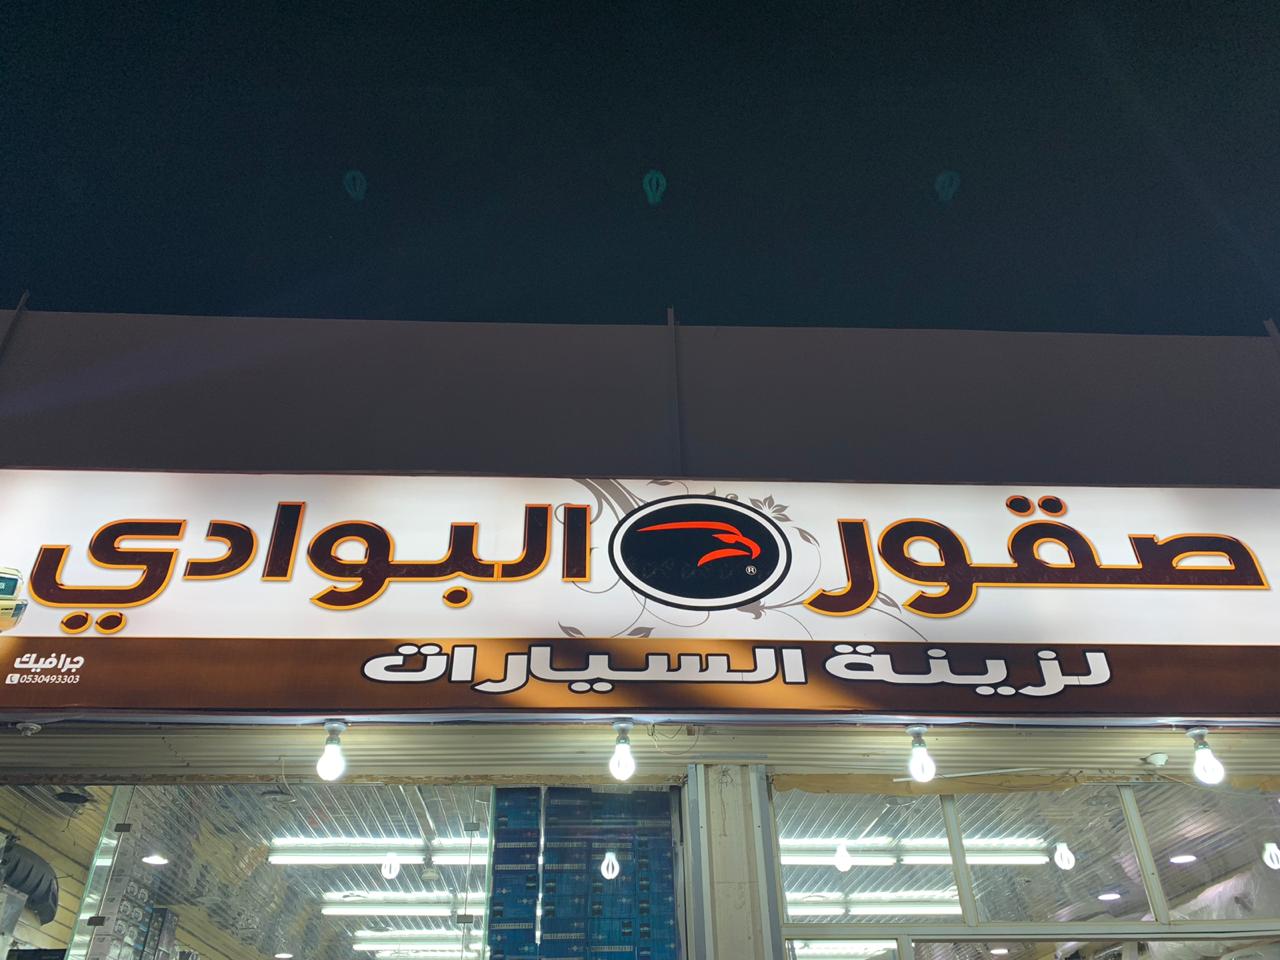 صقور البوادي
®
لزينة السيارات
جرافيك
0530493303